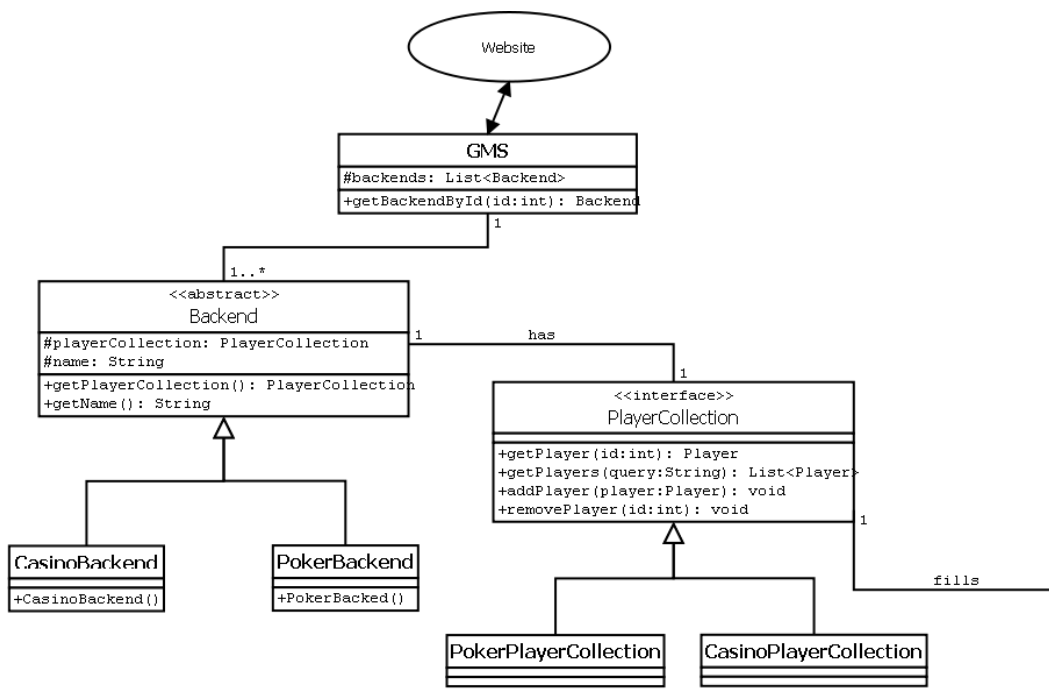 Website
GMS
#backends: List<Backend>
+getBackendById(id:int): Backend
1
1..*
<<abstract>>
Backend
#playerCollection: PlayerCollection
#name: String
+getPlayerCollection(): PlayerCollection
+getName(): String
1
has
1
<<interface>>
PlayerCollection
+getPlayer(id:int): Player
+getPlayers(query:String): List<Player>
+addPlayer(player:Player): void
+removePlayer(id:int): void
1
fills
CasinoBackend
+CasinoBackend()
PokerBackend
+PokerBacked()
PokerPlayerCollection
CasinoPlayerCollection